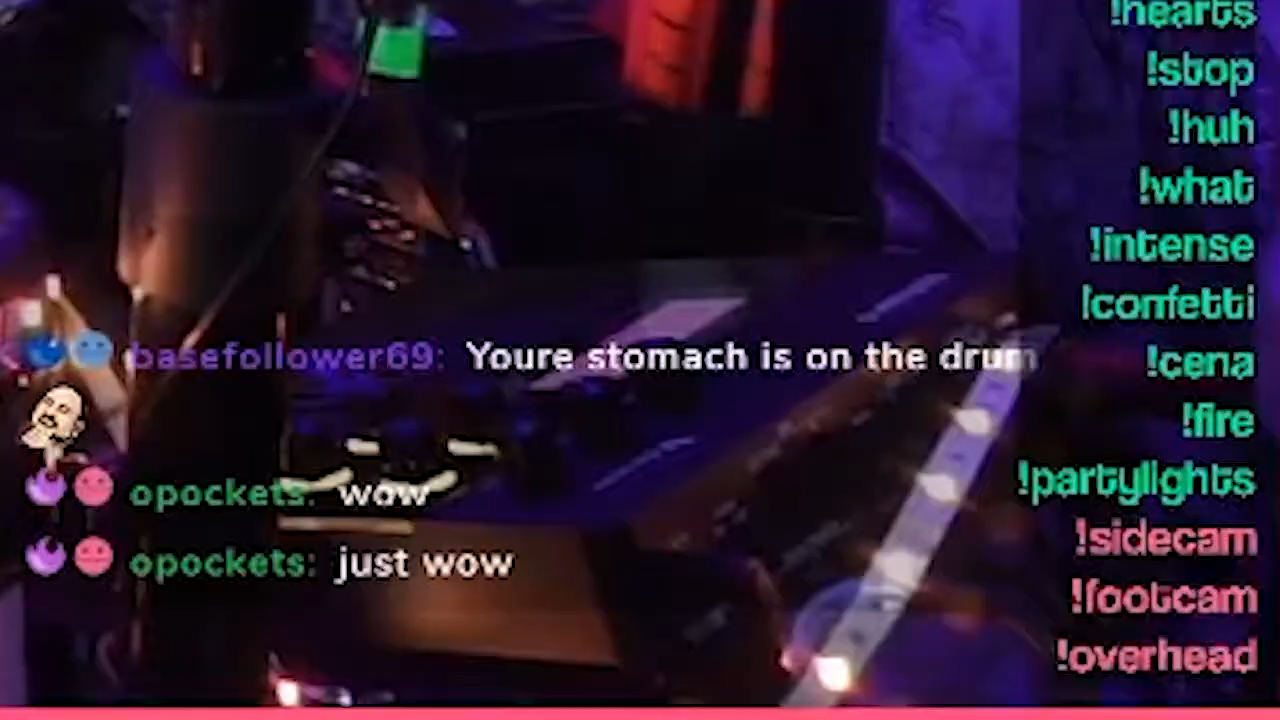 !hearts
!stop
!huh
!what
!intense
!confetti
basefollower69: Youre stomach is on the drum
!cena
!fire
opockets: wow
!partylights
!sidecam
opockets: just wow
!footcam
!overhead